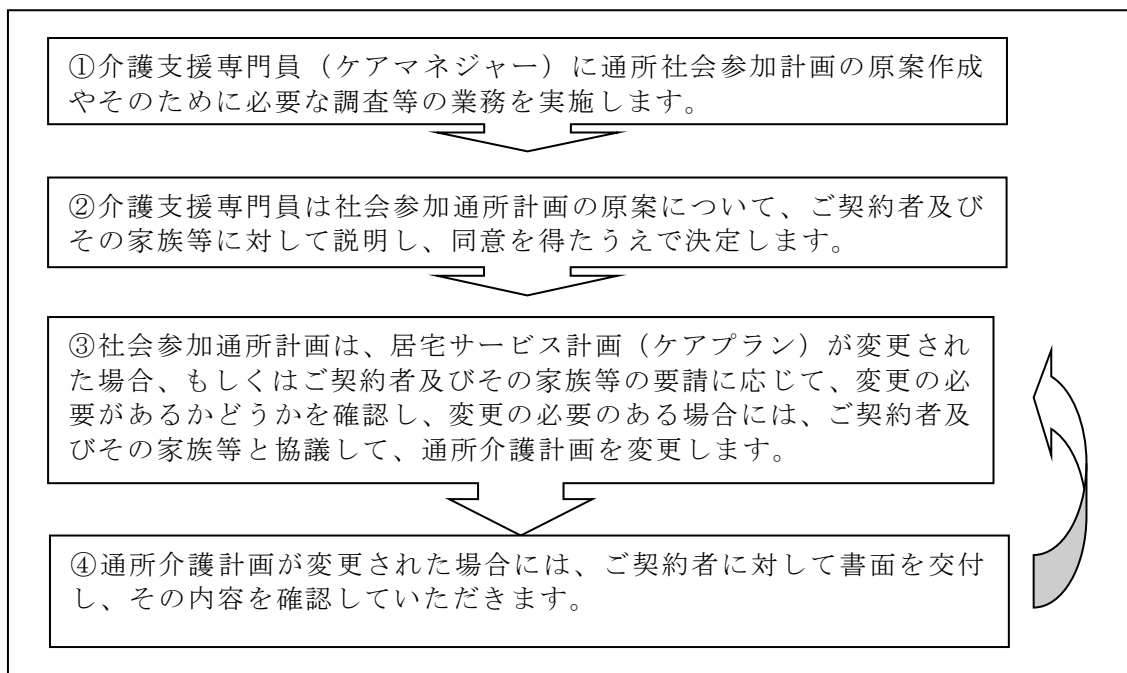 ①介護支援専門員（ケアマネジャー）に通所社会参加計画の原案作成
やそのために必要な調査等の業務を実施します。
②介護支援専門員は社会参加通所計画の原案について、ご契約者及び
その家族等に対して説明し、同意を得たうえで決定します。
③社会参加通所計画は、居宅サービス計画（ケアプラン）が変更され
た場合、もしくはご契約者及びその家族等の要請に応じて、変更の必
要があるかどうかを確認し、変更の必要のある場合には、ご契約者及
びその家族等と協議して、通所介護計画を変更します。
④通所介護計画が変更された場合には、ご契約者に対して書面を交付
し、その内容を確認していただきます。